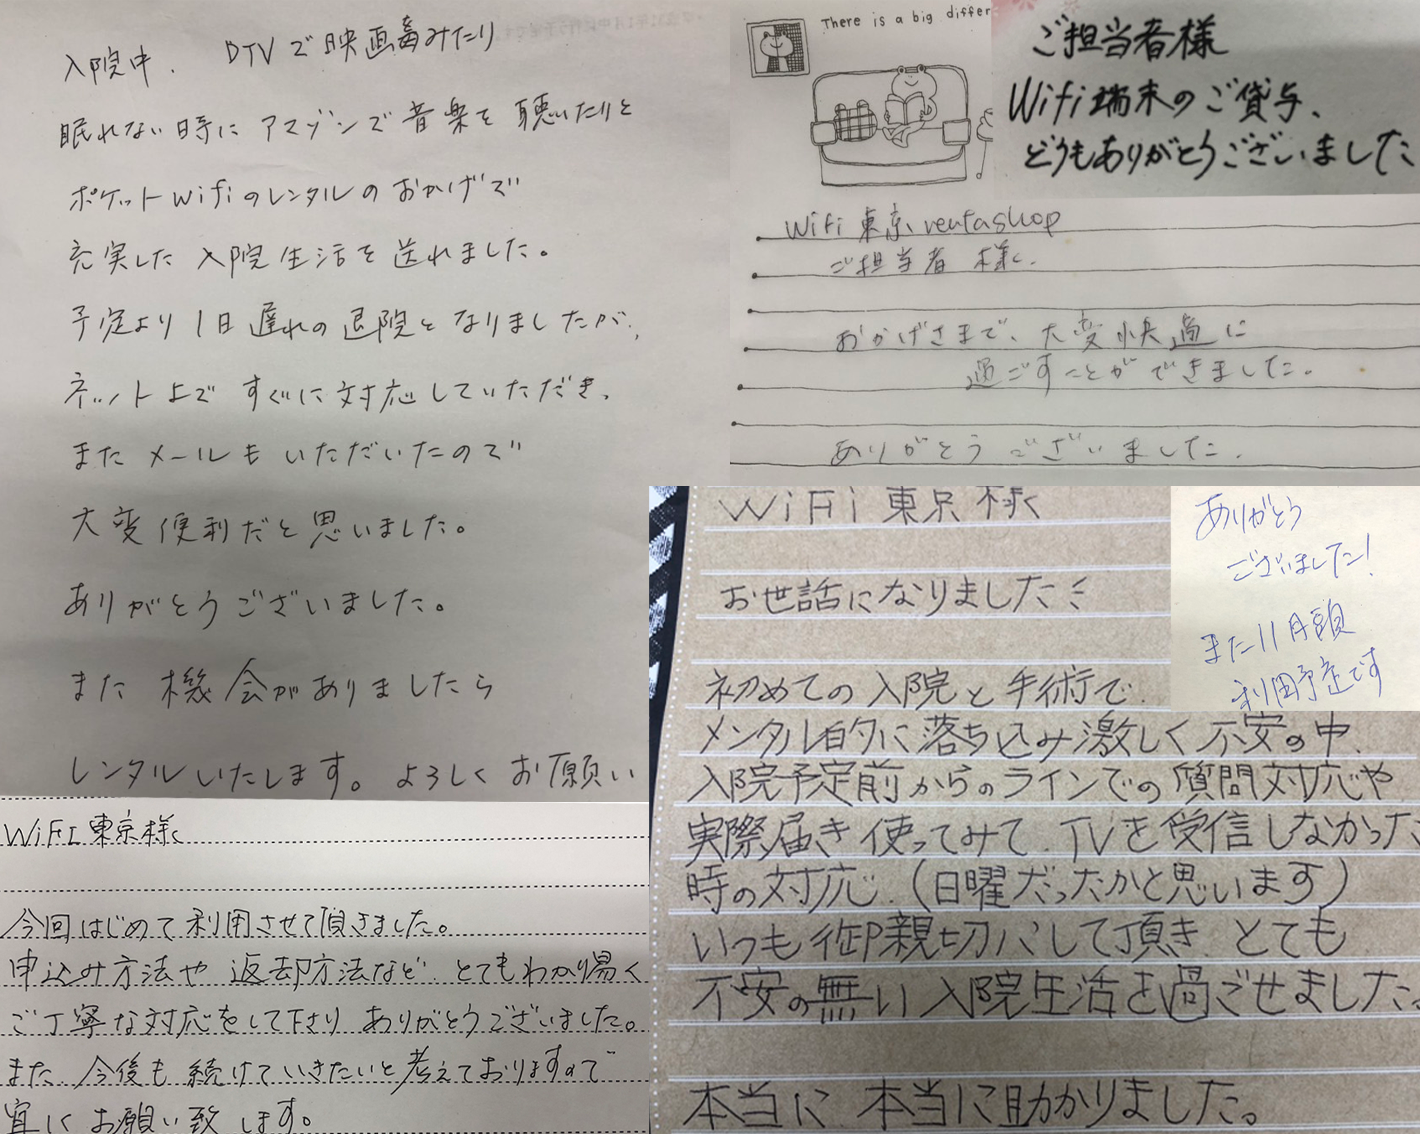 入院中、DTVで映画葢みたり
眠れない時にアマゾンで音楽を聴いたりと
ポケットwifiのレンタルのおかげで
充実した入院生活を送れました。
予定より1日遅れの退院となりましたが、
ネット上ですぐに対応していただき、
またメールもいただいたので
大変便利だと思いました。
ありがとうございました。
また機会がありましたら
レンタルいたします。よろしくお願い
There is a big differ
ご担当者様
Wifi端末のご貸与、
どうもありがとうございました
Wifi東京rentashop
ご担当者様
おかげさまで、大変快適に
過ごすことができました。
ありがとうございました。
WiFi東京様
お世話になりました
初めての入院と手術で
メンタル的に落ち込み激しく不安の中、
入院予定前からのラインでの質問対応や
実際届き使ってみて、TVを受信しなかった
時の対応、(日曜だったかと思います)
いつも御親切にして頂き とても
不安の無い入院生活を過ごせました。
本当に 本当に助かりました。
ありがとう
ございました!
また11月頭
利用予定です
WiFi東京様
今回はじめて利用させて頂きました。
申込み方法や 返却方法など、とてもわかり易く
ご丁寧な対応をして下さり ありがとうございました。
また、今後も続けていきたいと考えておりますので
宜しくお願い致します。